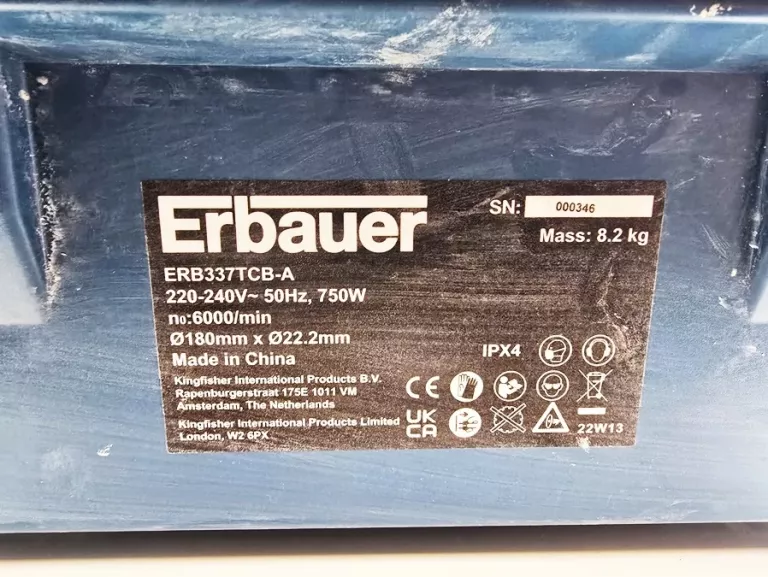 Erbauer
SN: 000346
Mass: 8.2 kg
ERB337TCB-A
220-240V~ 50Hz, 750W
n₀:6000/min
Ø180mm x Ø22.2mm
Made in China
IPX4
Kingfisher International Products B.V.
Rapenburgerstraat 175E 1011 VM
Amsterdam, The Netherlands
CE
Kingfisher International Products Limited
London, W2 6PX
UK
CA
22W13